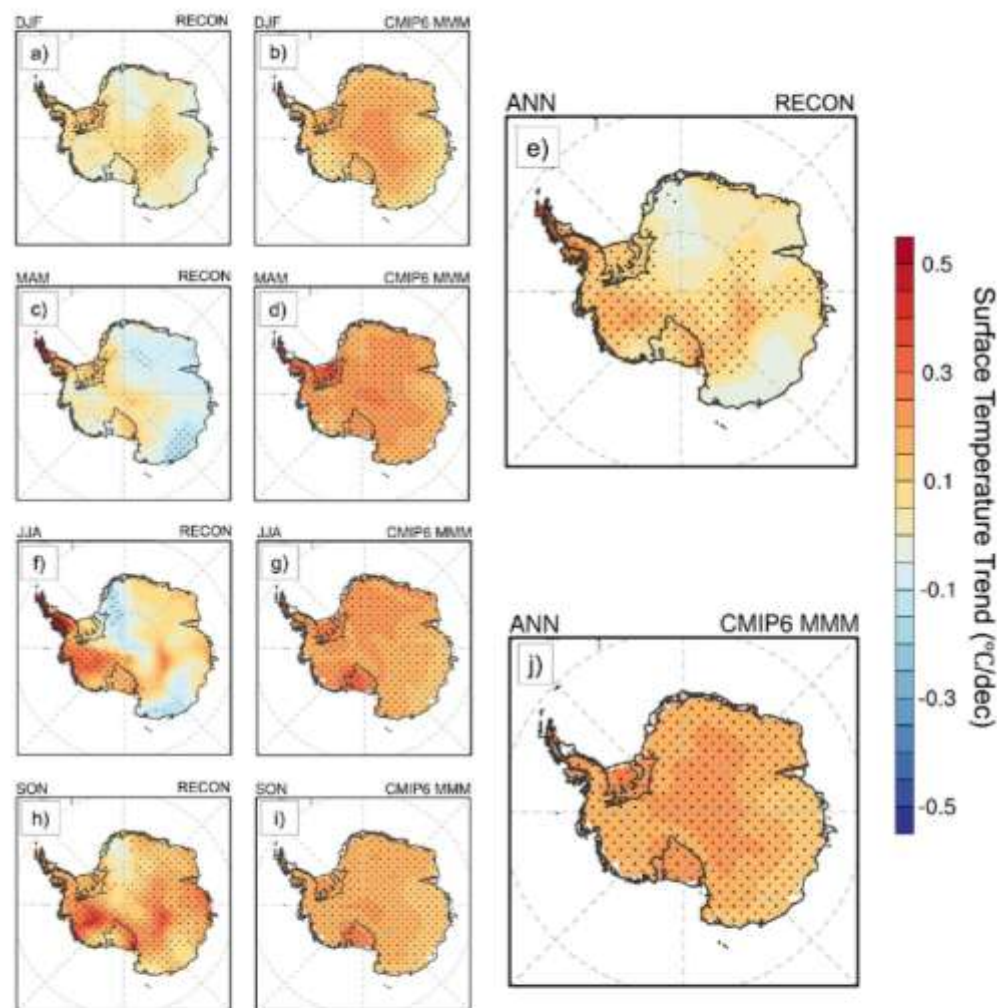 DJF RECON
a)
DJF CMIP6 MMM
b)
MAM RECON
c)
MAM CMIP6 MMM
d)
JJA RECON
f)
JJA CMIP6 MMM
g)
SON RECON
h)
SON CMIP6 MMM
i)
ANN RECON
e)
ANN CMIP6 MMM
j)
0.5
0.3
0.1
-0.1
-0.3
-0.5
Surface Temperature Trend (°C/dec)